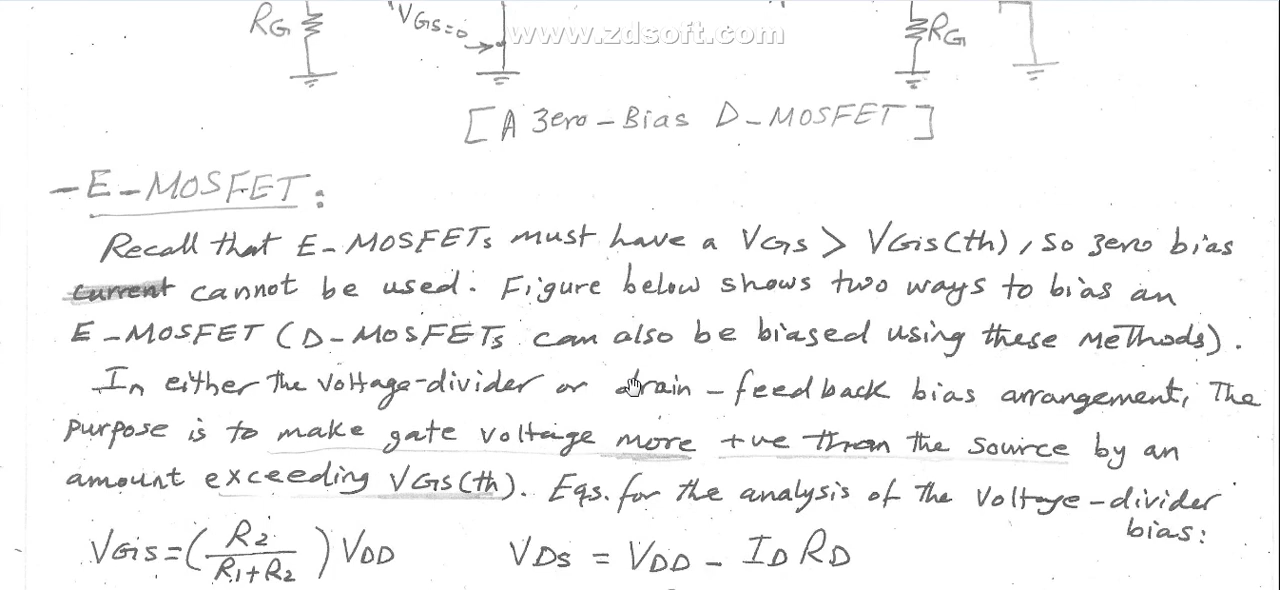 RG VGS=0 www.zdsoft.com RG
[A Zero-Bias D-MOSFET]
- E-MOSFET:
Recall that E-MOSFETs must have a VGS > VGS(th), so zero bias
current cannot be used. Figure below shows two ways to bias an
E-MOSFET (D-MOSFETs can also be biased using these methods).
In either the voltage-divider or drain-feedback bias arrangement, The
purpose is to make gate voltage more +ve than the source by an
amount exceeding VGS(th). Eqs. for the analysis of the Voltage-divider
bias:
VGS=(R2/R1+R2)VDD VDS = VDD - ID RD